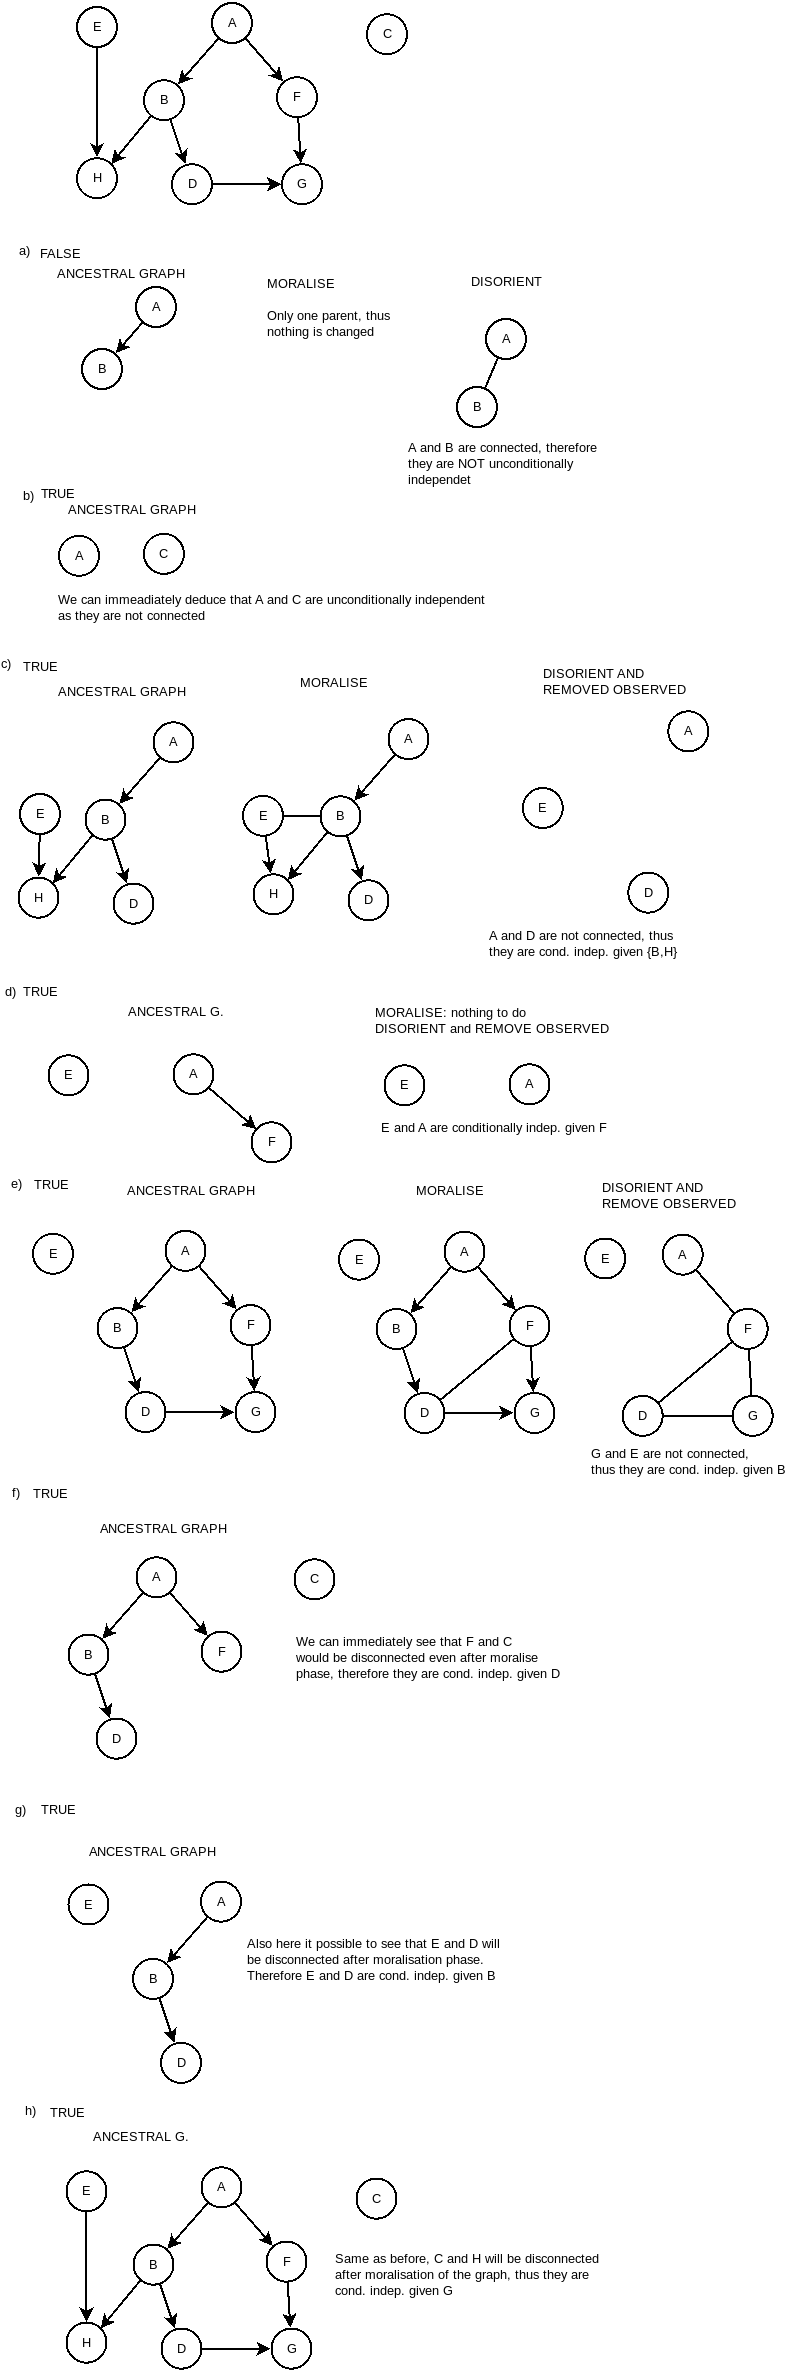 E
A
C
B
F
H
D
G
a) FALSE
ANCESTRAL GRAPH
A
B
MORALISE
Only one parent, thus
nothing is changed
DISORIENT
A
B
A and B are connected, therefore
they are NOT unconditionally
independet
b) TRUE
ANCESTRAL GRAPH
A
C
We can immeadiately deduce that A and C are unconditionally independent
as they are not connected
c) TRUE
ANCESTRAL GRAPH
A
E
B
H
D
MORALISE
A
E
B
H
D
DISORIENT AND
REMOVED OBSERVED
A
E
D
A and D are not connected, thus
they are cond. indep. given {B,H}
d) TRUE
ANCESTRAL G.
E
A
F
MORALISE: nothing to do
DISORIENT and REMOVE OBSERVED
E
A
E and A are conditionally indep. given F
e) TRUE
ANCESTRAL GRAPH
E
A
B
F
D
G
MORALISE
E
A
B
F
D
G
DISORIENT AND
REMOVE OBSERVED
E
A
F
D
G
G and E are not connected,
thus they are cond. indep. given B
f) TRUE
ANCESTRAL GRAPH
A
C
B
F
D
We can immediately see that F and C
would be disconnected even after moralise
phase, therefore they are cond. indep. given D
g) TRUE
ANCESTRAL GRAPH
E
A
B
D
Also here it possible to see that E and D will
be disconnected after moralisation phase.
Therefore E and D are cond. indep. given B
h) TRUE
ANCESTRAL G.
E
A
C
B
F
H
D
G
Same as before, C and H will be disconnected
after moralisation of the graph, thus they are
cond. indep. given G